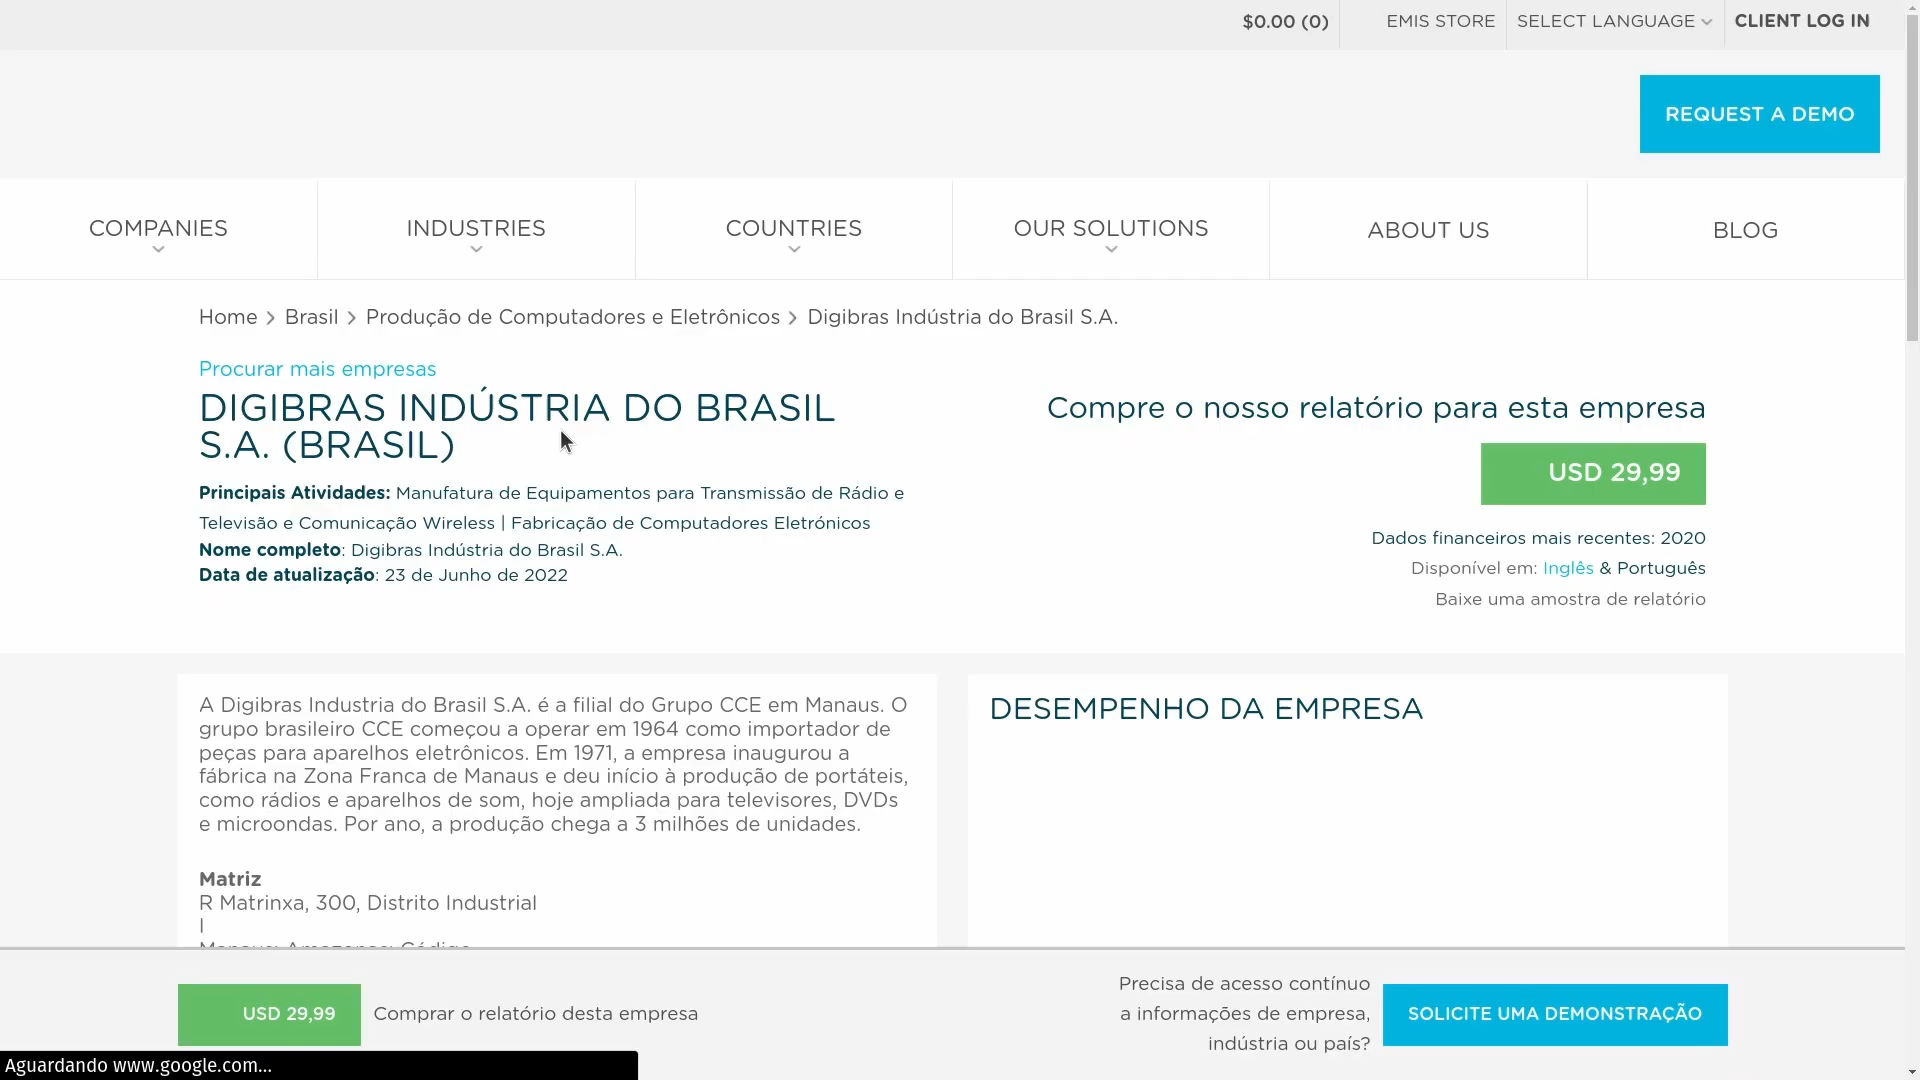 $0.00 (0)
EMIS STORE
SELECT LANGUAGE
CLIENT LOG IN
REQUEST A DEMO
COMPANIES
INDUSTRIES
COUNTRIES
OUR SOLUTIONS
ABOUT US
BLOG
Home > Brasil > Produção de Computadores e Eletrônicos > Digibras Indústria do Brasil S.A.
Procurar mais empresas
DIGIBRAS INDÚSTRIA DO BRASIL
S.A. (BRASIL)
Principais Atividades: Manufatura de Equipamentos para Transmissão de Rádio e
Televisão e Comunicação Wireless | Fabricação de Computadores Eletrónicos
Nome completo: Digibras Indústria do Brasil S.A.
Data de atualização: 23 de Junho de 2022
Compre o nosso relatório para esta empresa
USD 29,99
Dados financeiros mais recentes: 2020
Disponível em: Inglês & Português
Baixe uma amostra de relatório
A Digibras Industria do Brasil S.A. é a filial do Grupo CCE em Manaus. O
grupo brasileiro CCE começou a operar em 1964 como importador de
peças para aparelhos eletrônicos. Em 1971, a empresa inaugurou a
fábrica na Zona Franca de Manaus e deu início à produção de portáteis,
como rádios e aparelhos de som, hoje ampliada para televisores, DVDs
e microondas. Por ano, a produção chega a 3 milhões de unidades.
Matriz
R Matrinxa, 300, Distrito Industrial
I
Manaus; Amazonas; Código
DESEMPENHO DA EMPRESA
USD 29,99
Comprar o relatório desta empresa
Precisa de acesso contínuo
a informações de empresa,
indústria ou país?
SOLICITE UMA DEMONSTRAÇÃO
Aguardando www.google.com...